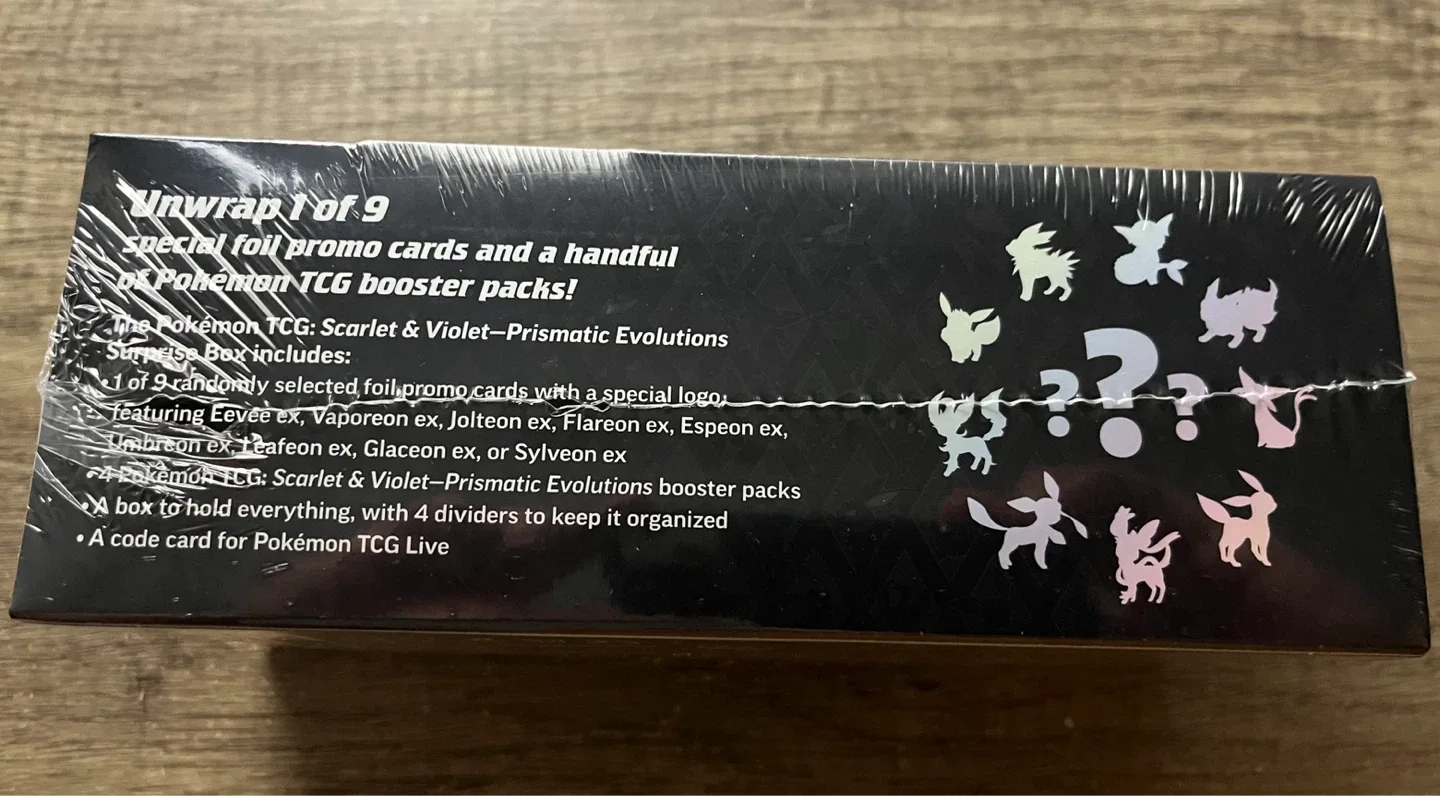 Unwrap 1 of 9
special foil promo cards and a handful
of Pokémon TCG booster packs!
The Pokémon TCG: Scarlet & Violet—Prismatic Evolutions
Surprise Box includes:
• 1 of 9 randomly selected foil promo cards with a special logo,
featuring Eevee ex, Vaporeon ex, Jolteon ex, Flareon ex, Espeon ex,
Umbreon ex, Leafeon ex, Glaceon ex, or Sylveon ex
• 4 Pokémon TCG: Scarlet & Violet—Prismatic Evolutions booster packs
• A box to hold everything, with 4 dividers to keep it organized
• A code card for Pokémon TCG Live
???